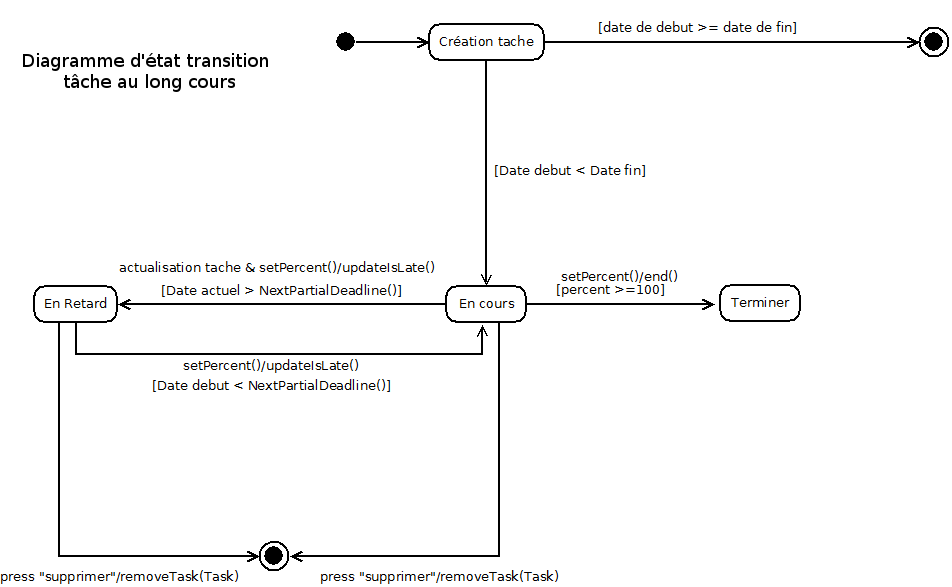 [date de debut >= date de fin]
Création tache
Diagramme d'état transition
tâche au long cours
[Date debut < Date fin]
actualisation tache & setPercent()/updateIsLate()
[Date actuel > NextPartialDeadline()]
setPercent()/end()
[percent >=100]
En Retard
En cours
Terminer
setPercent()/updateIsLate()
[Date debut < NextPartialDeadline()]
press "supprimer"/removeTask(Task)
press "supprimer"/removeTask(Task)